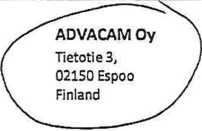 ADVACAM Oy
Tietotie 3,
02150 Espoo
Finland